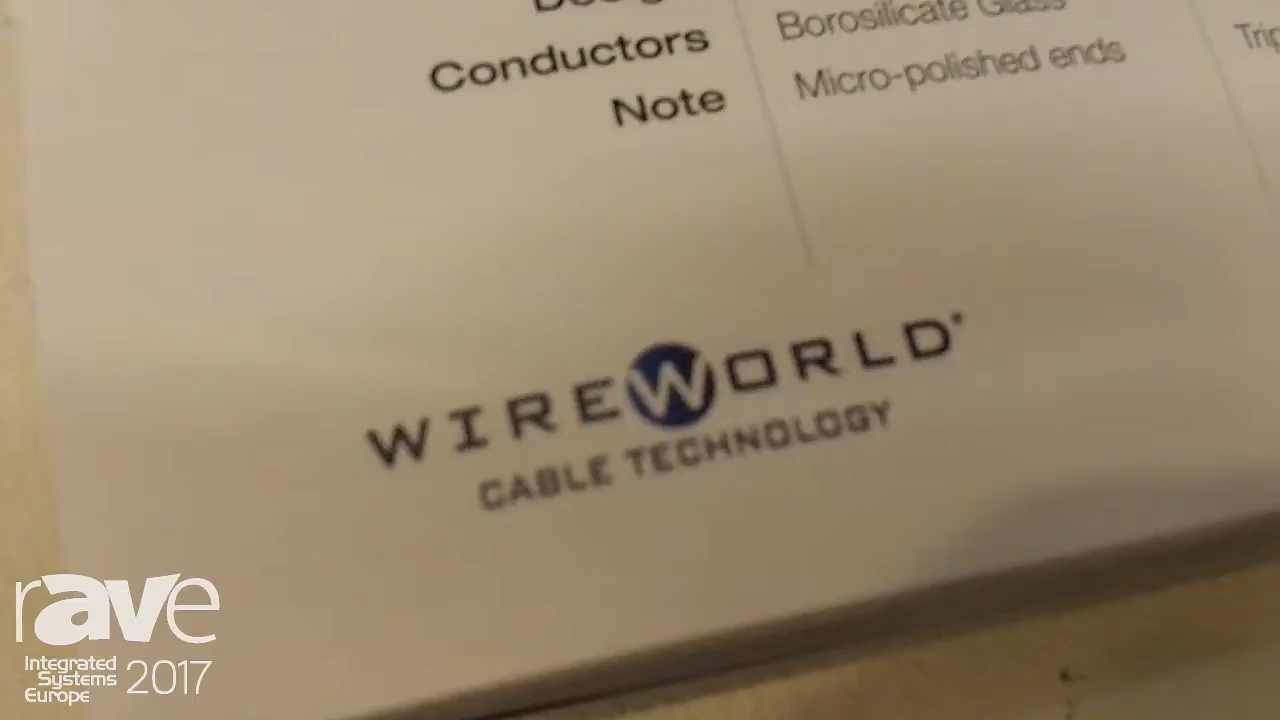 Conductors
Note
Borosilicate Glass
Micro-polished ends
WIREWORLD
CABLE TECHNOLOGY
rave
Integrated
Systems
Europe
2017